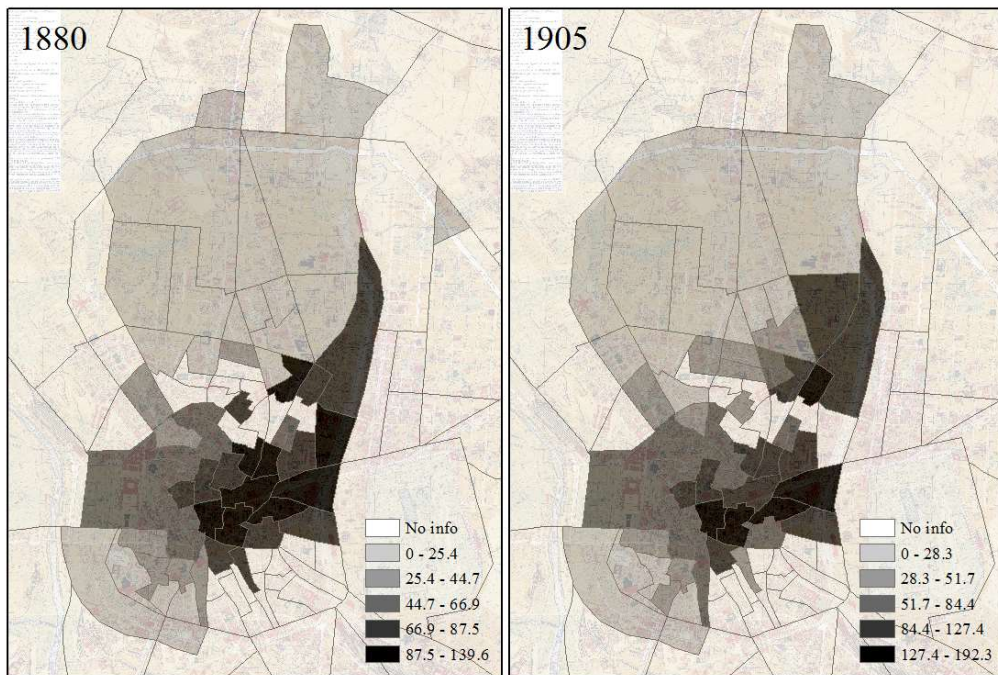 1880
No info
0 - 25.4
25.4 - 44.7
44.7 - 66.9
66.9 - 87.5
87.5 - 139.6
1905
No info
0 - 28.3
28.3 - 51.7
51.7 - 84.4
84.4 - 127.4
127.4 - 192.3